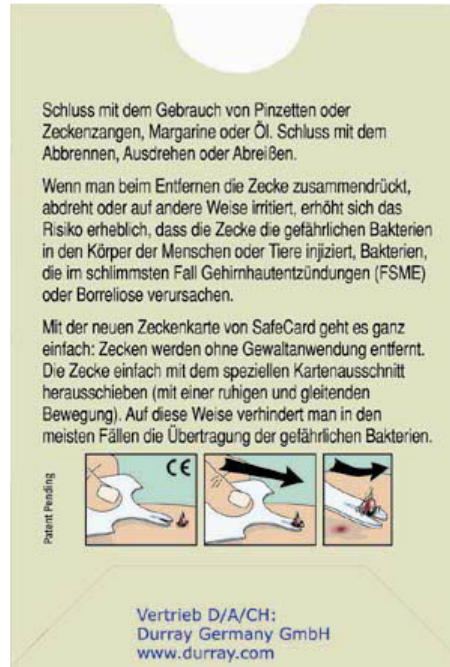 Schluss mit dem Gebrauch von Pinzetten oder
Zeckenzangen, Margarine oder Öl. Schluss mit dem
Abbrennen, Ausdrehen oder Abreißen.
Wenn man beim Entfernen die Zecke zusammendrückt,
abdreht oder auf andere Weise irritiert, erhöht sich das
Risiko erheblich, dass die Zecke die gefährlichen Bakterien
in den Körper der Menschen oder Tiere injiziert, Bakterien,
die im schlimmsten Fall Gehirnhautentzündungen (FSME)
oder Borreliose verursachen.
Mit der neuen Zeckenkarte von SafeCard geht es ganz
einfach: Zecken werden ohne Gewaltanwendung entfernt.
Die Zecke einfach mit dem speziellen Kartenausschnitt
herausschieben (mit einer ruhigen und gleitenden
Bewegung). Auf diese Weise verhindert man in den
meisten Fällen die Übertragung der gefährlichen Bakterien.
Patent Pending
CE
Vertrieb D/A/CH:
Durray Germany GmbH
www.durray.com